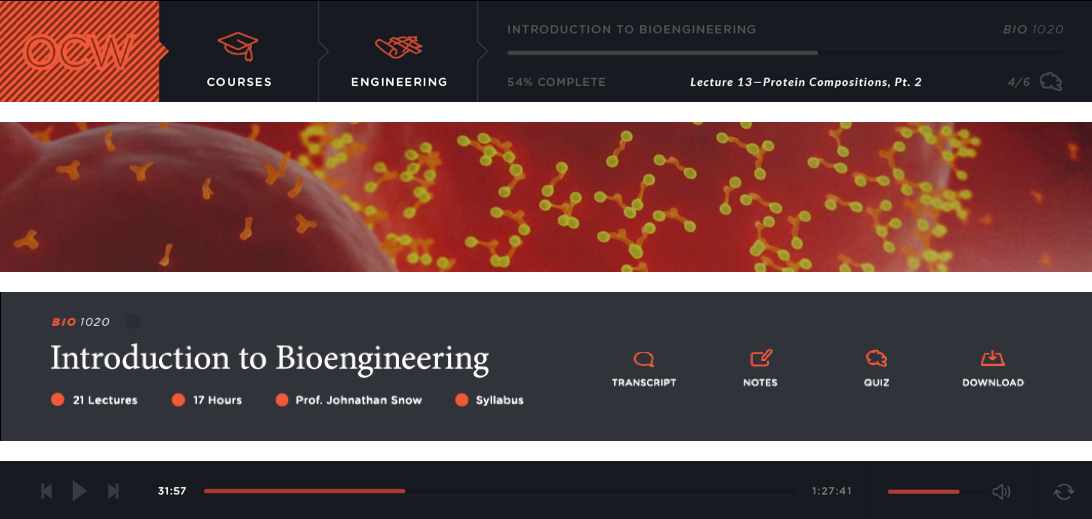 OCW
COURSES
ENGINEERING
INTRODUCTION TO BIOENGINEERING
BIO 1020
54% COMPLETE
Lecture 13—Protein Compositions, Pt. 2
4/6
BIO 1020
Introduction to Bioengineering
21 Lectures 17 Hours Prof. Johnathan Snow Syllabus
TRANSCRIPT NOTES QUIZ DOWNLOAD
31:57 1:27:41